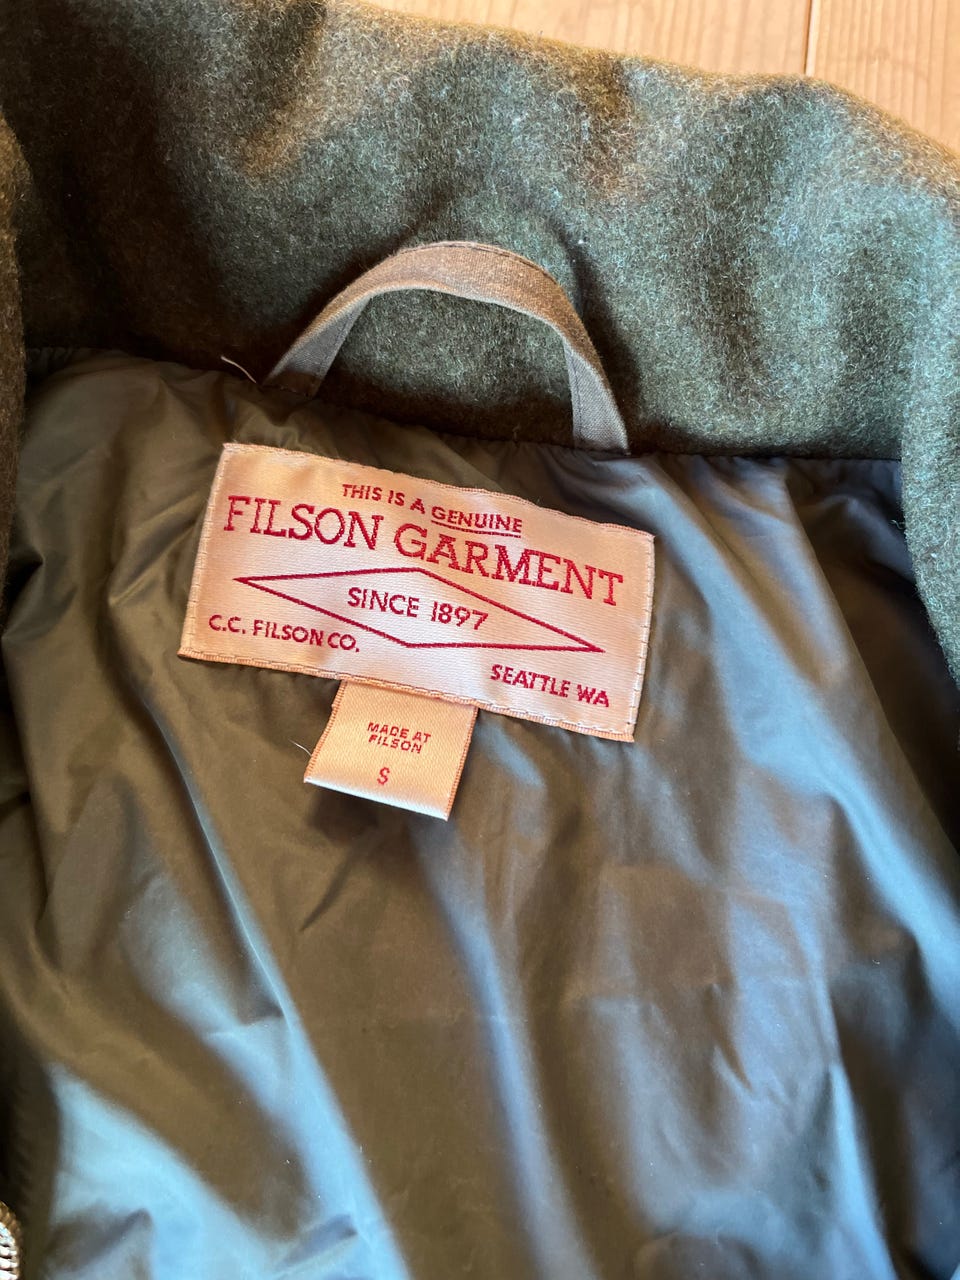 THIS IS A GENUINE
FILSON GARMENT
SINCE 1897
C.C. FILSON CO.
SEATTLE WA
MADE AT
FILSON
S